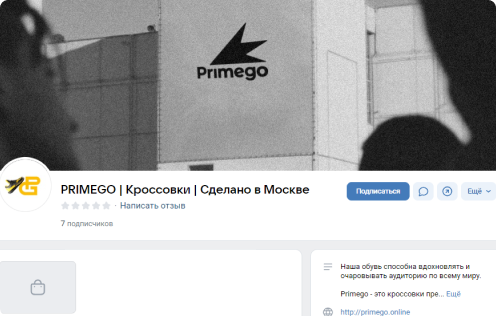 Primego
PRIMEGO | Кроссовки | Сделано в Москве
· Написать отзыв
7 подписчиков
Подписаться
Ещё
Наша обувь способна вдохновлять и
очаровывать аудиторию по всему миру.
Primego - это кроссовки пре... Ещё
http://primego.online